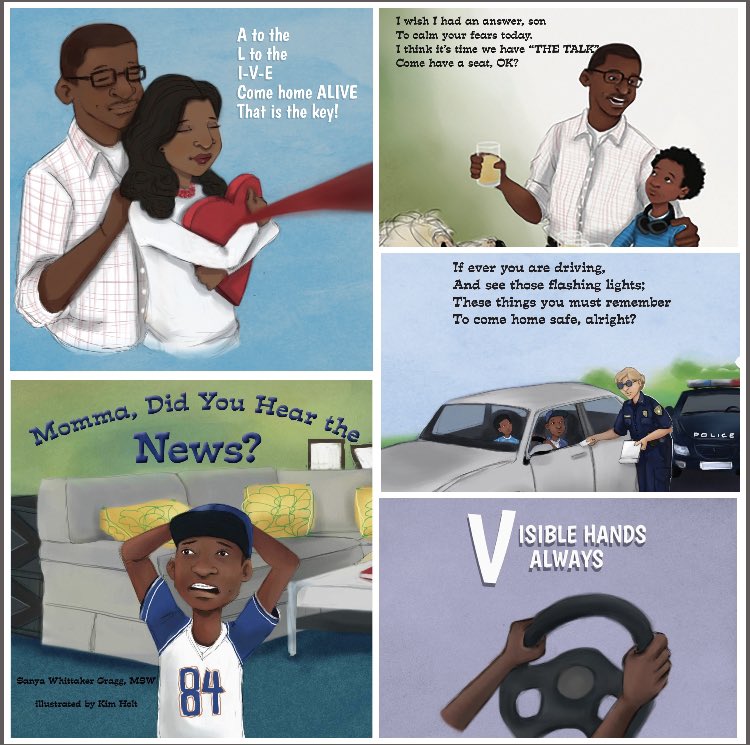 A to the
L to the
I-V-E
Come home ALIVE
That is the key!
I wish I had an answer, son
To calm your fears today.
I think it's time we have "THE TALK"
Come have a seat, OK?
If ever you are driving,
And see those flashing lights;
These things you must remember
To come home safe, alright?
POLICE
Momma, Did You Hear the
News?
84
Sanya Whittaker Gragg, MSW
illustrated by Kim Holt
VISIBLE HANDS
ALWAYS